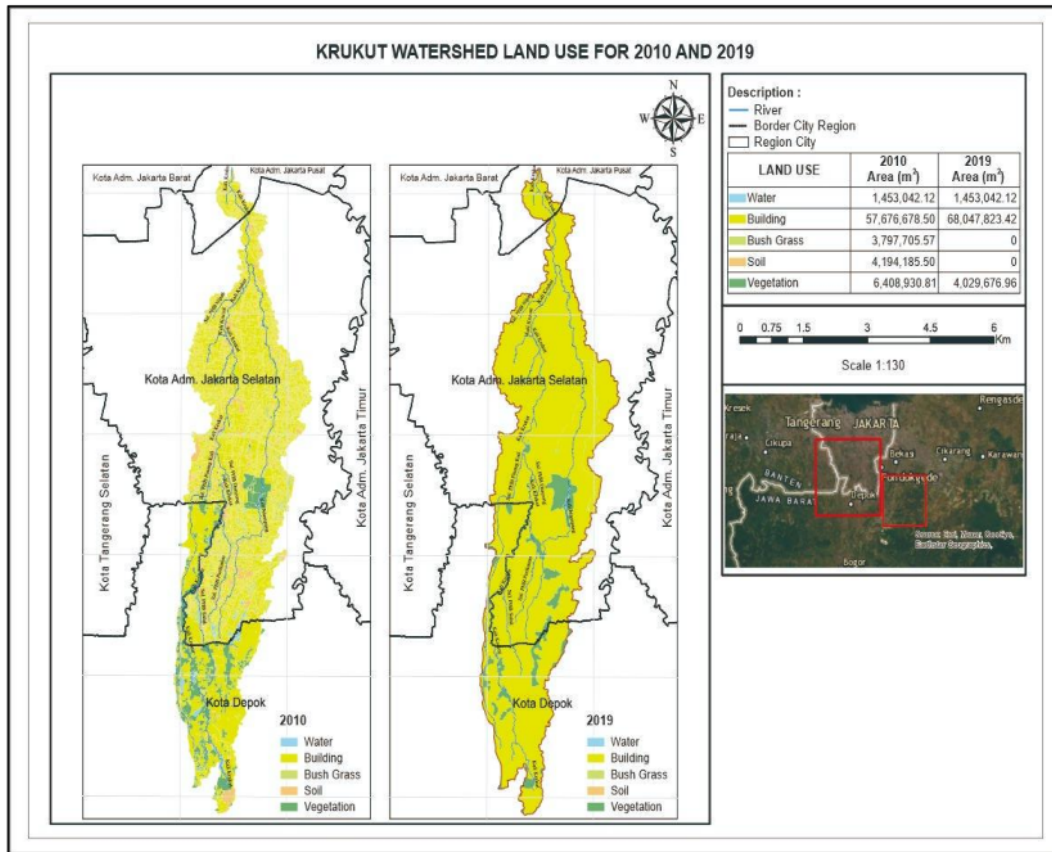 KRUKUT WATERSHED LAND USE FOR 2010 AND 2019
N
W E
S
Kota Adm. Jakarta Barat
Kota Adm. Jakarta Pusat
Kota Adm. Jakarta Selatan
Kota Adm. Jakarta Timur
Kota Tangerang Selatan
Kota Depok
2010
Water
Building
Bush Grass
Soil
Vegetation
Kota Adm. Jakarta Barat
Kota Adm. Jakarta Pusat
Kota Adm. Jakarta Selatan
Kota Adm. Jakarta Timur
Kota Tangerang Selatan
Kota Depok
2019
Water
Building
Bush Grass
Soil
Vegetation
Description :
River
Border City Region
Region City
LAND USE 2010 Area (m²) 2019 Area (m²)
Water 1,453,042.12 1,453,042.12
Building 57,676,678.50 68,047,823.42
Bush Grass 3,797,705.57 0
Soil 4,194,185.50 0
Vegetation 6,408,930.81 4,029,676.96
0 0.75 1.5 3 4.5 6
Km
Scale 1:130
Kresek
Rengasde
Tangerang JAKARTA
raja
Cikupa
Bekasi
Cikarang
Karawan
BANTEN
JAWA BARAT
Depok
Bogor
Earthstar Geographics,